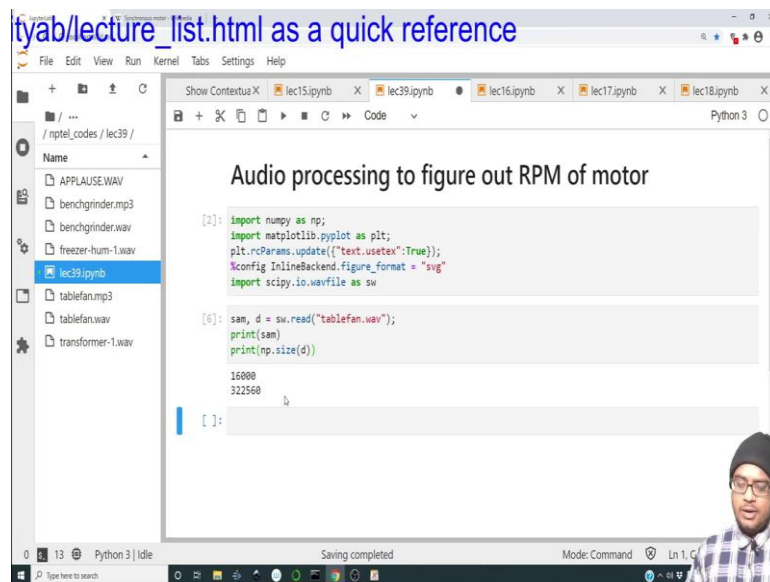 ityab/lecture_list.html as a quick reference
File Edit View Run Kernel Tabs Settings Help
Show Contextua X lec15.ipynb X lec39.ipynb lec16.ipynb X lec17.ipynb X lec18.ipynb X
Code Python 3
/ ...
/ nptel_codes / lec39 /
Name
APPLAUSE.WAV
benchgrinder.mp3
benchgrinder.wav
freezer-hum-1.wav
lec39.ipynb
tablefan.mp3
tablefan.wav
transformer-1.wav
Audio processing to figure out RPM of motor
[2]: import numpy as np;
import matplotlib.pyplot as plt;
plt.rcParams.update({"text.usetex":True});
%config InlineBackend.figure_format = "svg"
import scipy.io.wavfile as sw
[6]: sam, d = sw.read("tablefan.wav");
print(sam)
print(np.size(d))
16000
322560
[ ]:
0 13 Python 3 | Idle Saving completed Mode: Command Ln 1,
Type here to search